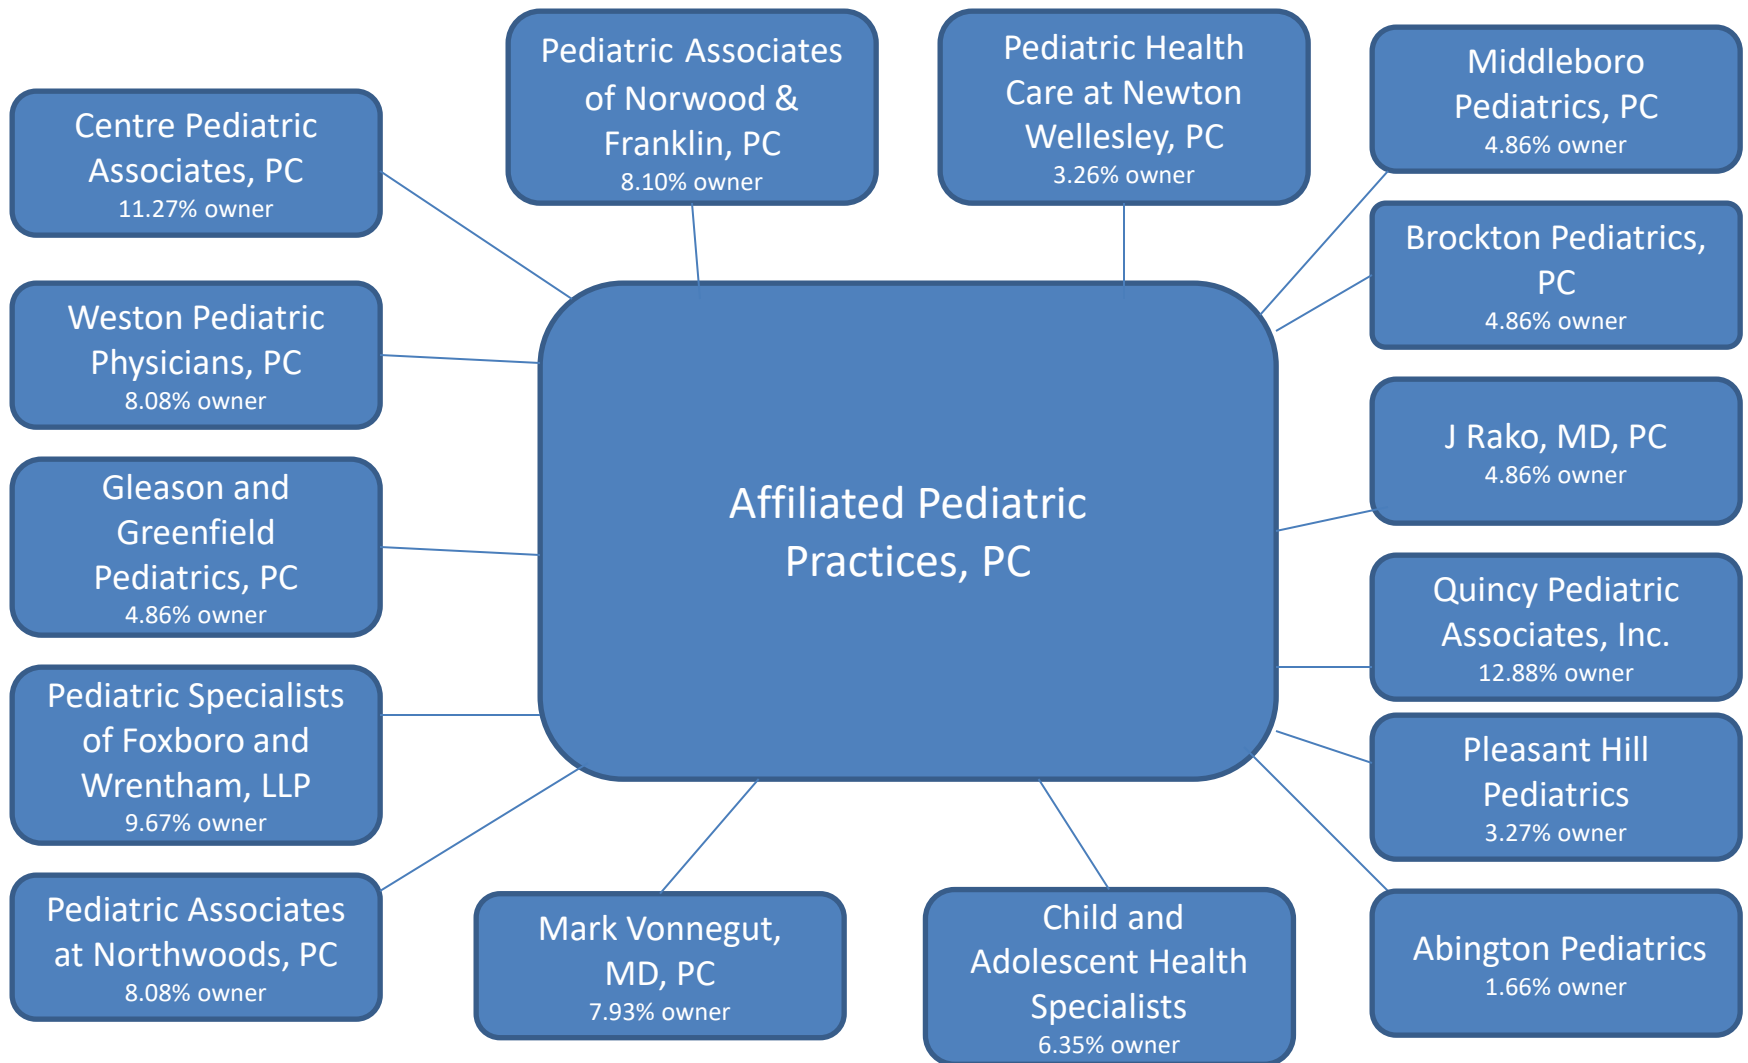 Pediatric Associates
of Norwood &
Franklin, PC
8.10% owner
Pediatric Health
Care at Newton
Wellesley, PC
3.26% owner
Middleboro
Pediatrics, PC
4.86% owner
Centre Pediatric
Associates, PC
11.27% owner
Brockton Pediatrics,
PC
4.86% owner
Weston Pediatric
Physicians, PC
8.08% owner
J Rako, MD, PC
4.86% owner
Gleason and
Greenfield
Pediatrics, PC
4.86% owner
Affiliated Pediatric
Practices, PC
Quincy Pediatric
Associates, Inc.
12.88% owner
Pediatric Specialists
of Foxboro and
Wrentham, LLP
9.67% owner
Pleasant Hill
Pediatrics
3.27% owner
Pediatric Associates
at Northwoods, PC
8.08% owner
Mark Vonnegut,
MD, PC
7.93% owner
Child and
Adolescent Health
Specialists
6.35% owner
Abington Pediatrics
1.66% owner